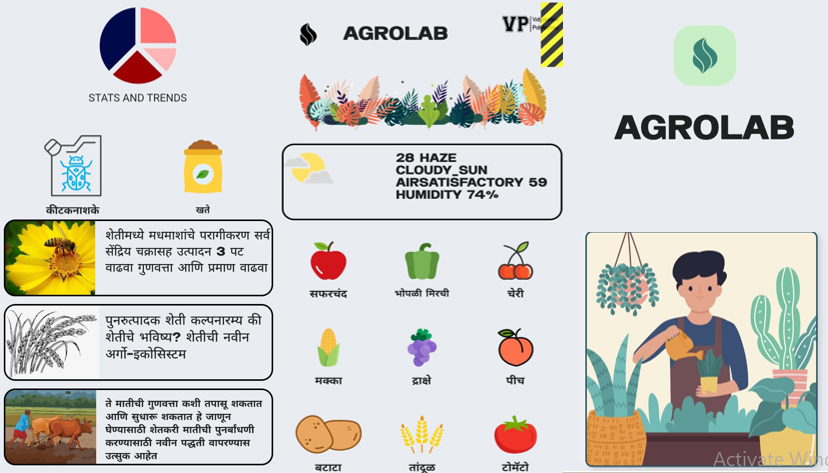 STATS AND TRENDS
कीटकनाशके
खते
शेतीमध्ये मधमाशांचे परागीकरण सर्व
सेंद्रिय चक्रासह उत्पादन 3 पट
वाढवा गुणवत्ता आणि प्रमाण वाढवा
पुनरुत्पादक शेती कल्पनारम्य की
शेतीचे भविष्य? शेतीची नवीन
अर्गो-इकोसिस्टम
ते मातीची गुणवत्ता कशी तपासू शकतात
आणि सुधारू शकतात हे जाणून
घेण्यासाठी शेतकरी मातीची पुनर्बांधणी
करण्यासाठी नवीन पद्धती वापरण्यास
उत्सुक आहेत
AGROLAB
VP
28 HAZE
CLOUDY_SUN
AIRSATISFACTORY 59
HUMIDITY 74%
सफरचंद
भोपळी मिरची
चेरी
मक्का
द्राक्षे
पीच
बटाटा
तांदूळ
टोमॅटो
AGROLAB
Activate Wind